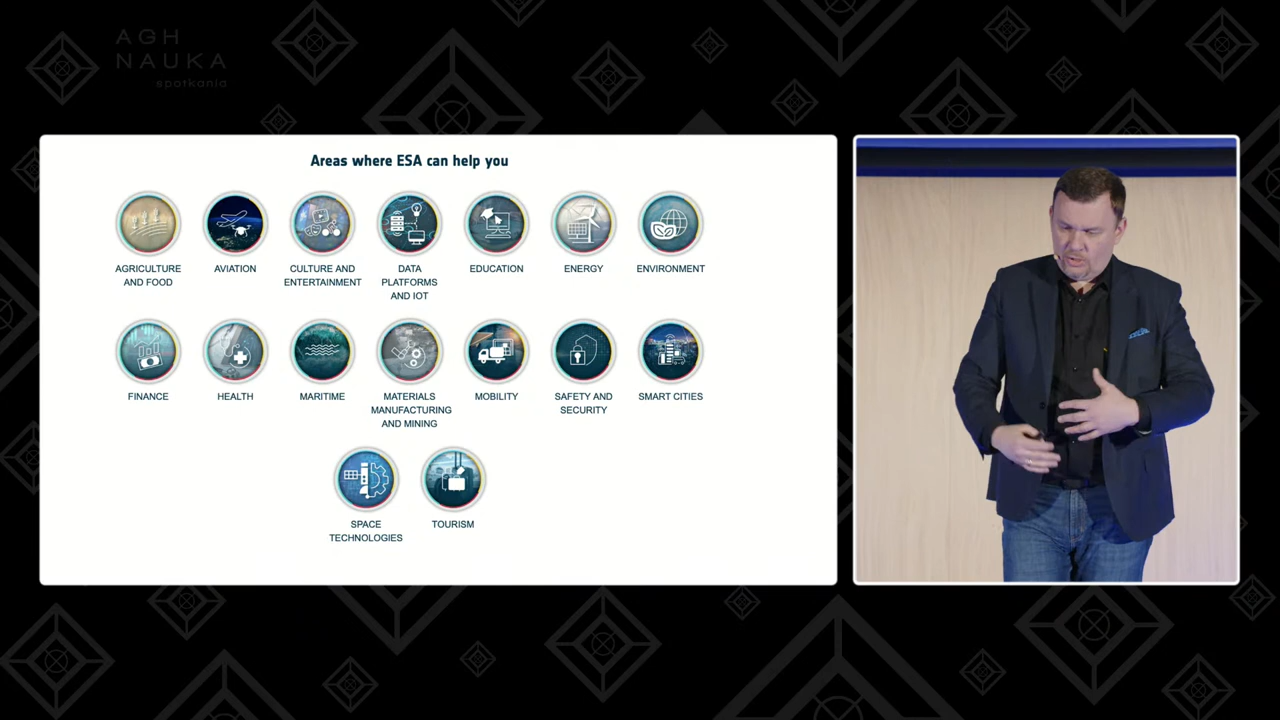 AGH
NAUKA
spotkania
Areas where ESA can help you
AGRICULTURE
AND FOOD
AVIATION
CULTURE AND
ENTERTAINMENT
DATA
PLATFORMS
AND IOT
EDUCATION
ENERGY
ENVIRONMENT
FINANCE
HEALTH
MARITIME
MATERIALS
MANUFACTURING
AND MINING
MOBILITY
SAFETY AND
SECURITY
SMART CITIES
SPACE
TECHNOLOGIES
TOURISM